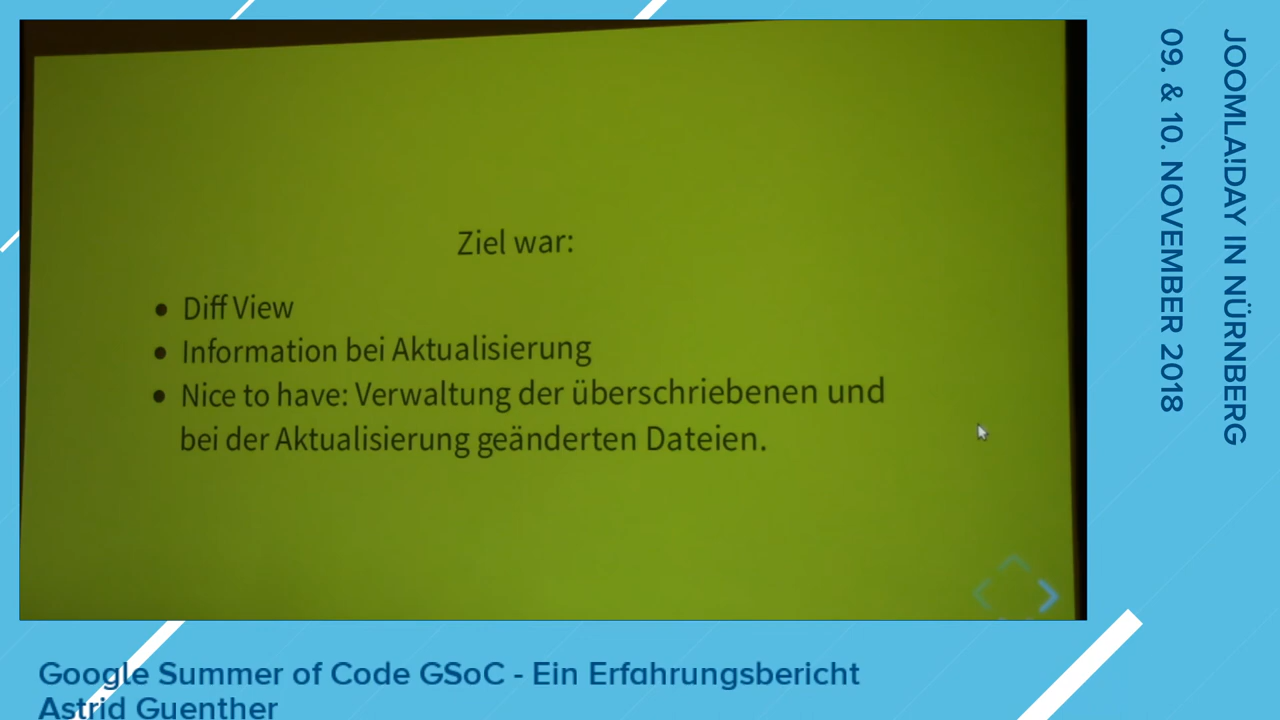 Ziel war:
• Diff View
• Information bei Aktualisierung
• Nice to have: Verwaltung der überschriebenen und
bei der Aktualisierung geänderten Dateien.
JOOMLA!DAY IN NÜRNBERG
09. & 10. NOVEMBER 2018
Google Summer of Code GSoC - Ein Erfahrungsbericht
Astrid Guenther